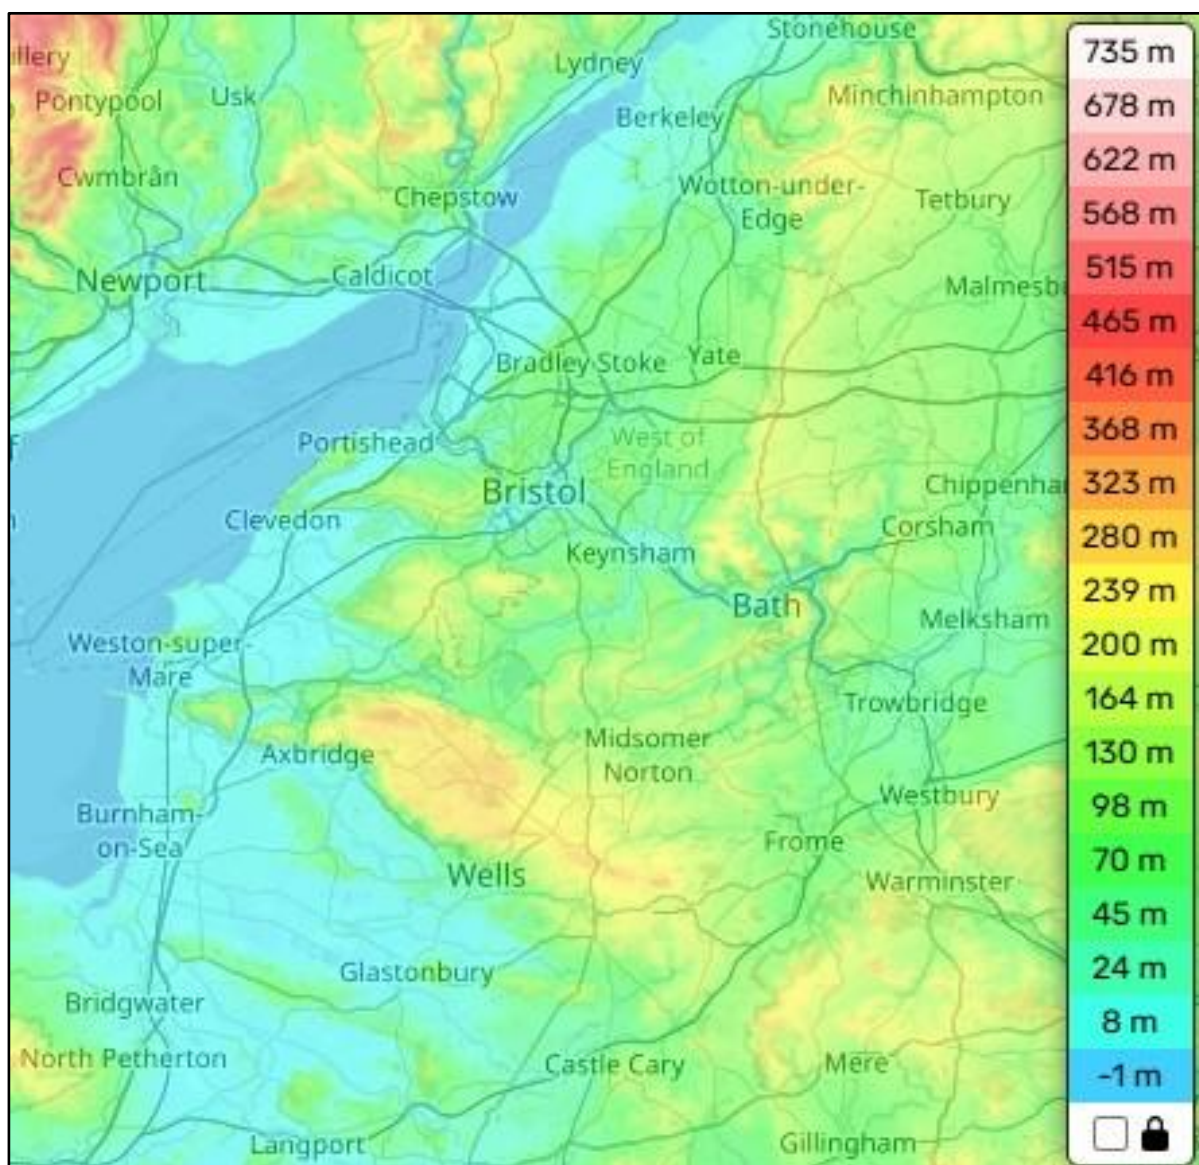 Stonehouse
illery
Lydney
Pontypool
Usk
Minchinhampton
Berkeley
Cwmbrân
Chepstow
Wotton-under-
Edge
Tetbury
Newport
Caldicot
Malmesb
Bradley Stoke
Yate
Portishead
West of
England
Bristol
Chippenha
Clevedon
Corsham
Keynsham
Bath
Melksham
Weston-super-
Mare
Trowbridge
Axbridge
Midsomer
Norton
Burnham-
on-Sea
Westbury
Frome
Wells
Warminster
Glastonbury
Bridgwater
North Petherton
Castle Cary
Mere
Langport
Gillingham
735 m
678 m
622 m
568 m
515 m
465 m
416 m
368 m
323 m
280 m
239 m
200 m
164 m
130 m
98 m
70 m
45 m
24 m
8 m
-1 m